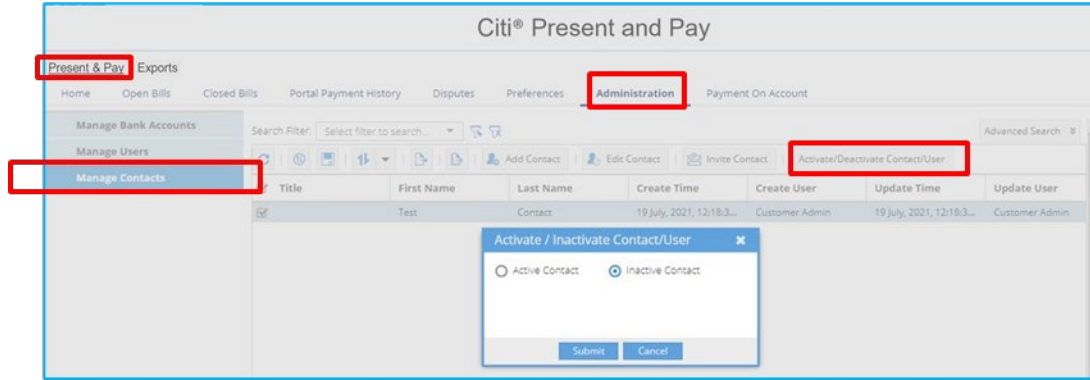 Citi® Present and Pay
Present & Pay Exports
Home Open Bills Closed Bills Portal Payment History Disputes Preferences Administration Payment On Account
Manage Bank Accounts
Manage Users
Manage Contacts
Search Filter: Select filter to search... Advanced Search
Add Contact Edit Contact Invite Contact Activate/Deactivate Contact/User
Title First Name Last Name Create Time Create User Update Time Update User
Test Contact 19 July, 2021, 12:18:3... Customer Admin 19 July, 2021, 12:18:3... Customer Admin
Activate / Inactivate Contact/User
Active Contact Inactive Contact
Submit Cancel